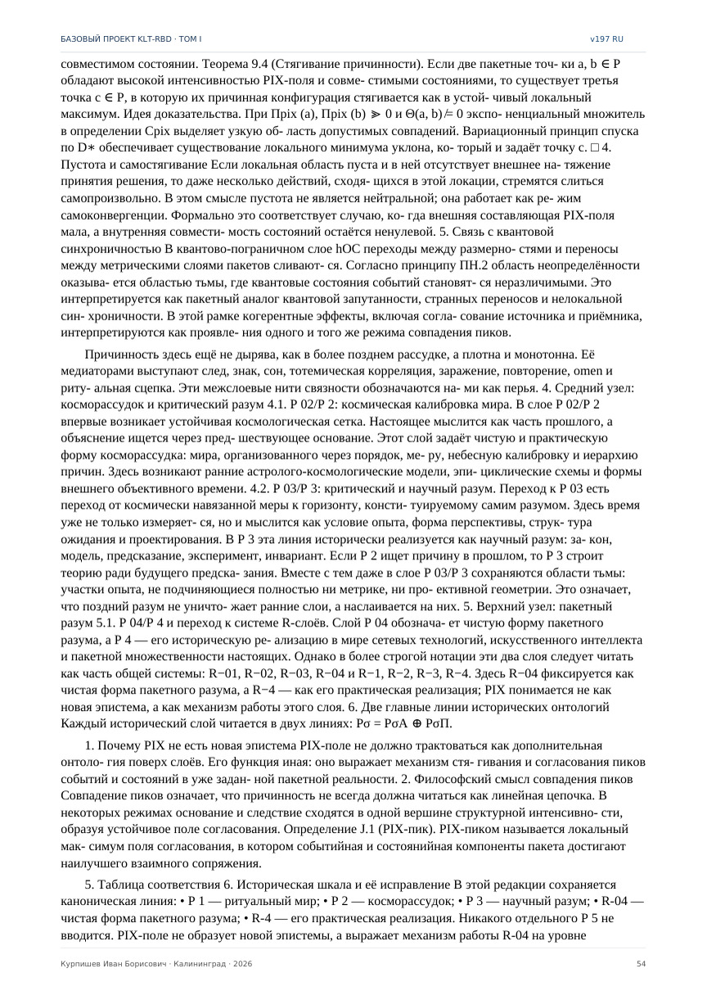 БАЗОВЫЙ ПРОЕКТ KLT-RBD · ТОМ I
v197 RU
совместимом состоянии. Теорема 9.4 (Стягивание причинности). Если две пакетные точ- ки a, b ∈ P
обладают высокой интенсивностью PIX-поля и совме- стимыми состояниями, то существует третья
точка c ∈ P, в которую их причинная конфигурация стягивается как в устой- чивый локальный
максимум. Идея доказательства. При Πpix (a), Πpix (b) ≫ 0 и Θ(a, b) ̸= 0 экспо- ненциальный множитель
в определении Cpix выделяет узкую об- ласть допустимых совпадений. Вариационный принцип спуска
по D∗ обеспечивает существование локального минимума уклона, ко- торый и задаёт точку c. □ 4.
Пустота и самостягивание Если локальная область пуста и в ней отсутствует внешнее на- тяжение
принятия решения, то даже несколько действий, сходя- щихся в этой локации, стремятся слиться
самопроизвольно. В этом смысле пустота не является нейтральной; она работает как ре- жим
самоконвергенции. Формально это соответствует случаю, ко- гда внешняя составляющая PIX-поля
мала, а внутренняя совмести- мость состояний остаётся ненулевой. 5. Связь с квантовой
синхроничностью В квантово-пограничном слое hOC переходы между размерно- стями и переносы
между метрическими слоями пакетов сливают- ся. Согласно принципу ПН.2 область неопределённости
оказыва- ется областью тьмы, где квантовые состояния событий становят- ся неразличимыми. Это
интерпретируется как пакетный аналог квантовой запутанности, странных переносов и нелокальной
син- хроничности. В этой рамке когерентные эффекты, включая согла- сование источника и приёмника,
интерпретируются как проявле- ния одного и того же режима совпадения пиков.
Причинность здесь ещё не дырява, как в более позднем рассудке, а плотна и монотонна. Её
медиаторами выступают след, знак, сон, тотемическая корреляция, заражение, повторение, omen и
риту- альная сцепка. Эти межслоевые нити связности обозначаются на- ми как перья. 4. Средний узел:
косморассудок и критический разум 4.1. P 02/P 2: космическая калибровка мира. В слое P 02/P 2
впервые возникает устойчивая космологическая сетка. Настоящее мыслится как часть прошлого, а
объяснение ищется через пред- шествующее основание. Этот слой задаёт чистую и практическую
форму косморассудка: мира, организованного через порядок, ме- ру, небесную калибровку и иерархию
причин. Здесь возникают ранние астролого-космологические модели, эпи- циклические схемы и формы
внешнего объективного времени. 4.2. P 03/P 3: критический и научный разум. Переход к P 03 есть
переход от космически навязанной меры к горизонту, консти- туируемому самим разумом. Здесь время
уже не только измеряет- ся, но и мыслится как условие опыта, форма перспективы, струк- тура
ожидания и проектирования. В P 3 эта линия исторически реализуется как научный разум: за- кон,
модель, предсказание, эксперимент, инвариант. Если P 2 ищет причину в прошлом, то P 3 строит
теорию ради будущего предска- зания. Вместе с тем даже в слое P 03/P 3 сохраняются области тьмы:
участки опыта, не подчиняющиеся полностью ни метрике, ни про- ективной геометрии. Это означает,
что поздний разум не уничто- жает ранние слои, а наслаивается на них. 5. Верхний узел: пакетный
разум 5.1. P 04/P 4 и переход к системе R-слоёв. Слой P 04 обозначa- ет чистую форму пакетного
разума, а P 4 — его историческую ре- ализацию в мире сетевых технологий, искусственного интеллекта
и пакетной множественности настоящих. Однако в более строгой нотации эти два слоя следует читать
как часть общей системы: R−01, R−02, R−03, R−04 и R−1, R−2, R−3, R−4. Здесь R−04 фиксируется как
чистая форма пакетного разума, а R−4 — как его практическая реализация; PIX понимается не как
новая эпистема, а как механизм работы этого слоя. 6. Две главные линии исторических онтологий
Каждый исторический слой читается в двух линиях: Pσ = PσA ⊕ PσΠ.
1. Почему PIX не есть новая эпистема PIX-поле не должно трактоваться как дополнительная
онтоло- гия поверх слоёв. Его функция иная: оно выражает механизм стя- гивания и согласования пиков
событий и состояний в уже задан- ной пакетной реальности. 2. Философский смысл совпадения пиков
Совпадение пиков означает, что причинность не всегда должна читаться как линейная цепочка. В
некоторых режимах основание и следствие сходятся в одной вершине структурной интенсивно- сти,
образуя устойчивое поле согласования. Определение J.1 (PIX-пик). PIX-пиком называется локальный
мак- симум поля согласования, в котором событийная и состоянийная компоненты пакета достигают
наилучшего взаимного сопряжения.
5. Таблица соответствия 6. Историческая шкала и её исправление В этой редакции сохраняется
каноническая линия: • P 1 — ритуальный мир; • P 2 — косморассудок; • P 3 — научный разум; • R-04 —
чистая форма пакетного разума; • R-4 — его практическая реализация. Никакого отдельного P 5 не
вводится. PIX-поле не образует новой эпистемы, а выражает механизм работы R-04 на уровне
Курпишев Иван Борисович · Калининград · 2026
54